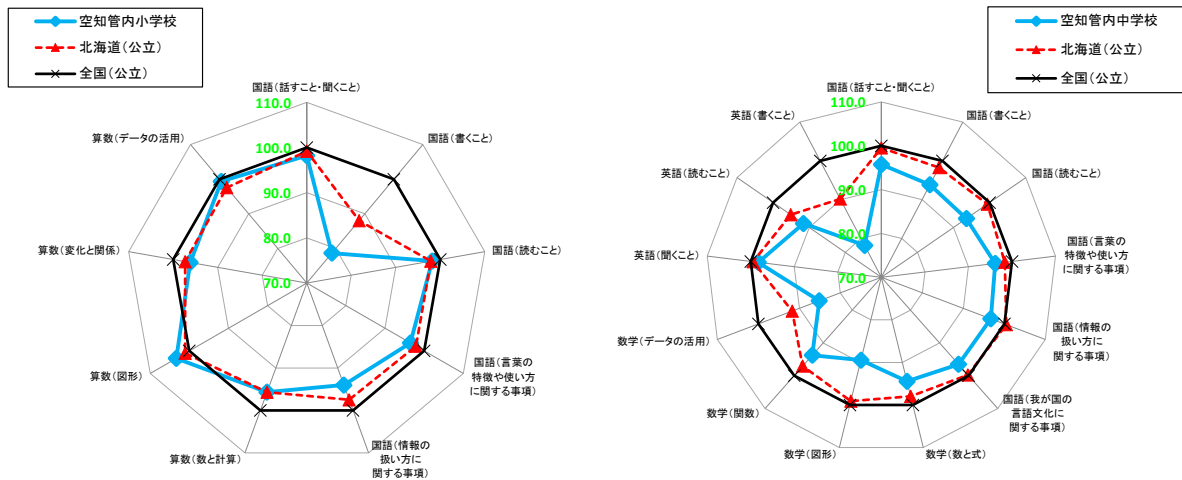 空知管内小学校
北海道(公立)
全国(公立)
国語(話すこと・聞くこと)
国語(書くこと)
国語(読むこと)
国語(言葉の
特徴や使い方
に関する事項)
国語(情報の
扱い方に
関する事項)
算数(数と計算)
算数(図形)
算数(変化と関係)
算数(データの活用)
110.0
100.0
90.0
80.0
70.0
空知管内中学校
北海道(公立)
全国(公立)
国語(話すこと・聞くこと)
国語(書くこと)
国語(読むこと)
国語(言葉の
特徴や使い方
に関する事項)
国語(情報の
扱い方に
関する事項)
国語(我が国の
言語文化に
関する事項)
数学(数と式)
数学(図形)
数学(関数)
数学(データの活用)
英語(聞くこと)
英語(読むこと)
英語(書くこと)
110.0
100.0
90.0
80.0
70.0